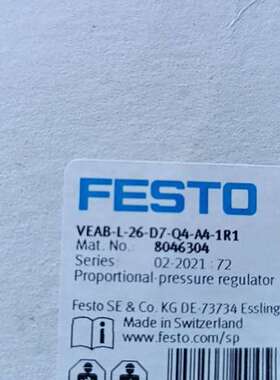 FESTO
VEAB-L-26-D7-Q4-A4-1R1
Mat. No.: 8046304
Series: 02-2021 : 72
Proportional-pressure regulator
Festo SE & Co. KG DE-73734 Essling
Made in Switzerland
www.festo.com/sp